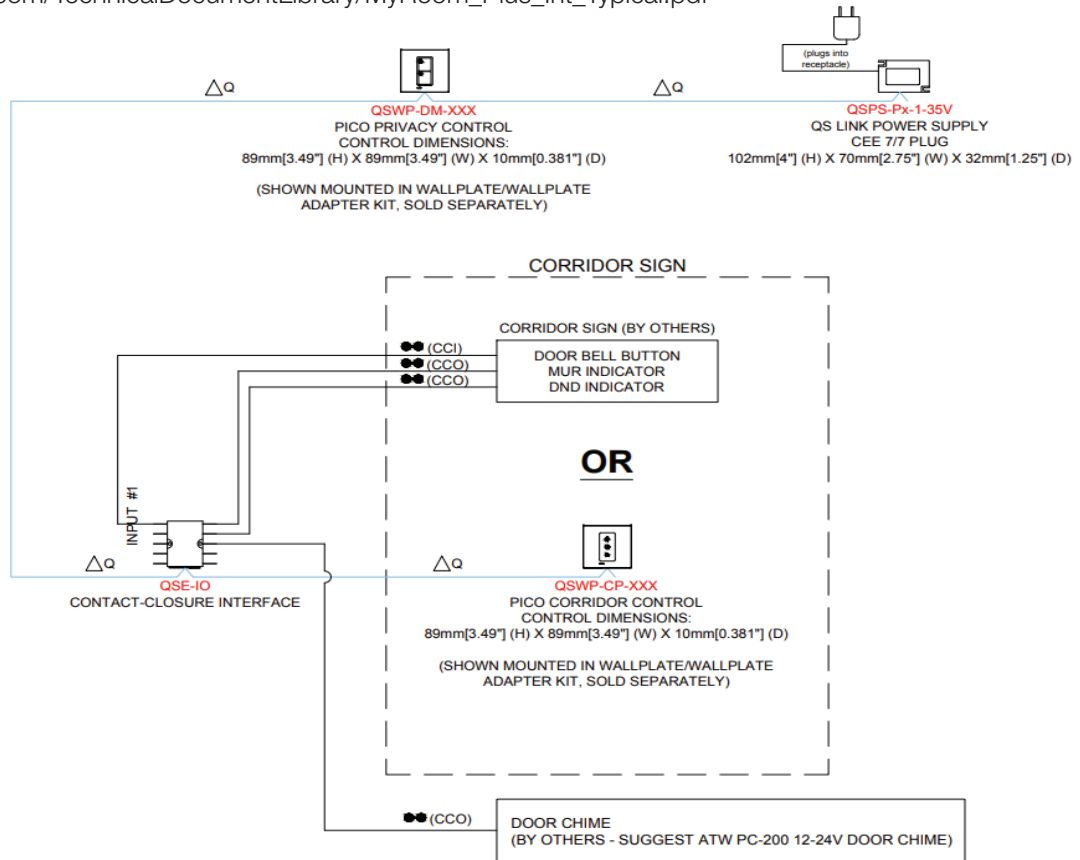 com/TechnicalDocumentLibrary/MyRoom_Plus_Int_Typical.pdf
(plugs into
receptacle)
△Q
△Q
QSWP-DM-XXX
PICO PRIVACY CONTROL
CONTROL DIMENSIONS:
89mm[3.49"] (H) X 89mm[3.49"] (W) X 10mm[0.381"] (D)
(SHOWN MOUNTED IN WALLPLATE/WALLPLATE
ADAPTER KIT, SOLD SEPARATELY)
QSPS-Px-1-35V
QS LINK POWER SUPPLY
CEE 7/7 PLUG
102mm[4"] (H) X 70mm[2.75"] (W) X 32mm[1.25"] (D)
CORRIDOR SIGN
CORRIDOR SIGN (BY OTHERS)
(CCI)
(CCO)
(CCO)
DOOR BELL BUTTON
MUR INDICATOR
DND INDICATOR
OR
INPUT #1
△Q
△Q
QSE-IO
CONTACT-CLOSURE INTERFACE
QSWP-CP-XXX
PICO CORRIDOR CONTROL
CONTROL DIMENSIONS:
89mm[3.49"] (H) X 89mm[3.49"] (W) X 10mm[0.381"] (D)
(SHOWN MOUNTED IN WALLPLATE/WALLPLATE
ADAPTER KIT, SOLD SEPARATELY)
(CCO)
DOOR CHIME
(BY OTHERS - SUGGEST ATW PC-200 12-24V DOOR CHIME)